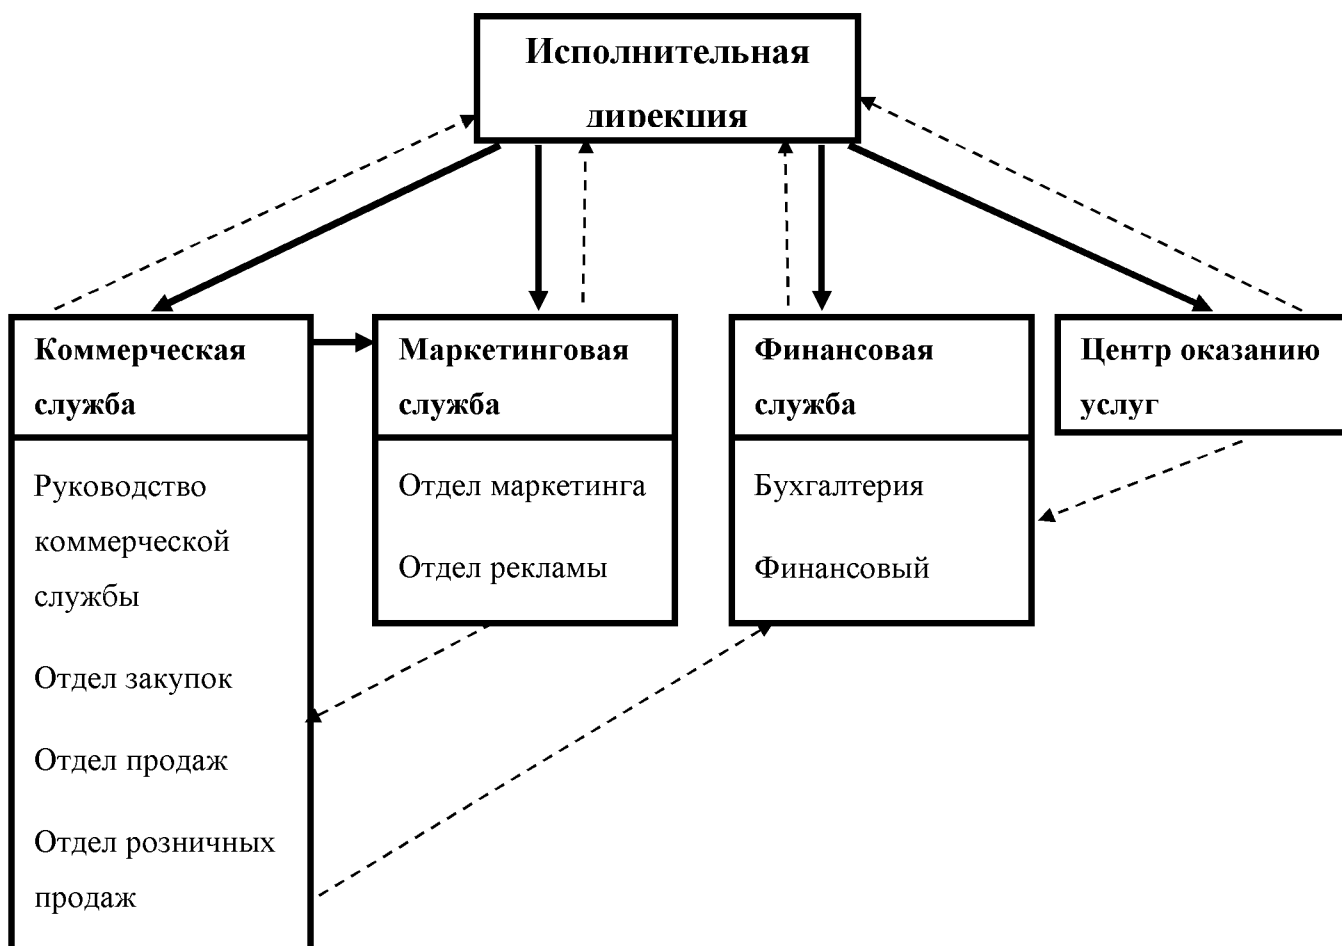 Исполнительная
дирекция
Коммерческая
служба
Руководство
коммерческой
службы
Отдел закупок
Отдел продаж
Отдел розничных
продаж
Маркетинговая
служба
Отдел маркетинга
Отдел рекламы
Финансовая
служба
Бухгалтерия
Финансовый
Центр оказанию
услуг